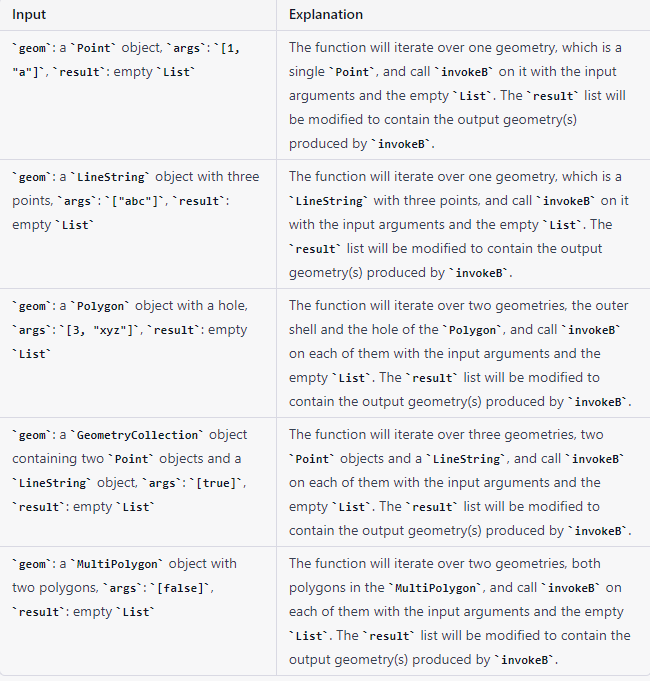 Input Explanation
`geom`: a `Point` object, `args`: `[1,
"a"]`, `result`: empty `List`
The function will iterate over one geometry, which is a
single `Point`, and call `invokeB` on it with the input
arguments and the empty `List`. The `result` list will
be modified to contain the output geometry(s)
produced by `invokeB`.
`geom`: a `LineString` object with three
points, `args`: `["abc"]`, `result`:
empty `List`
The function will iterate over one geometry, which is a
`LineString` with three points, and call `invokeB` on it
with the input arguments and the empty `List`. The
`result` list will be modified to contain the output
geometry(s) produced by `invokeB`.
`geom`: a `Polygon` object with a hole,
`args`: `[3, "xyz"]`, `result`: empty
`List`
The function will iterate over two geometries, the outer
shell and the hole of the `Polygon`, and call `invokeB`
on each of them with the input arguments and the
empty `List`. The `result` list will be modified to
contain the output geometry(s) produced by `invokeB`.
`geom`: a `GeometryCollection` object
containing two `Point` objects and a
`LineString` object, `args`: `[true]`,
`result`: empty `List`
The function will iterate over three geometries, two
`Point` objects and a `LineString`, and call `invokeB`
on each of them with the input arguments and the
empty `List`. The `result` list will be modified to
contain the output geometry(s) produced by `invokeB`.
`geom`: a `MultiPolygon` object with
two polygons, `args`: `[false]`,
`result`: empty `List`
The function will iterate over two geometries, both
polygons in the `MultiPolygon`, and call `invokeB` on
each of them with the input arguments and the empty
`List`. The `result` list will be modified to contain the
output geometry(s) produced by `invokeB`.